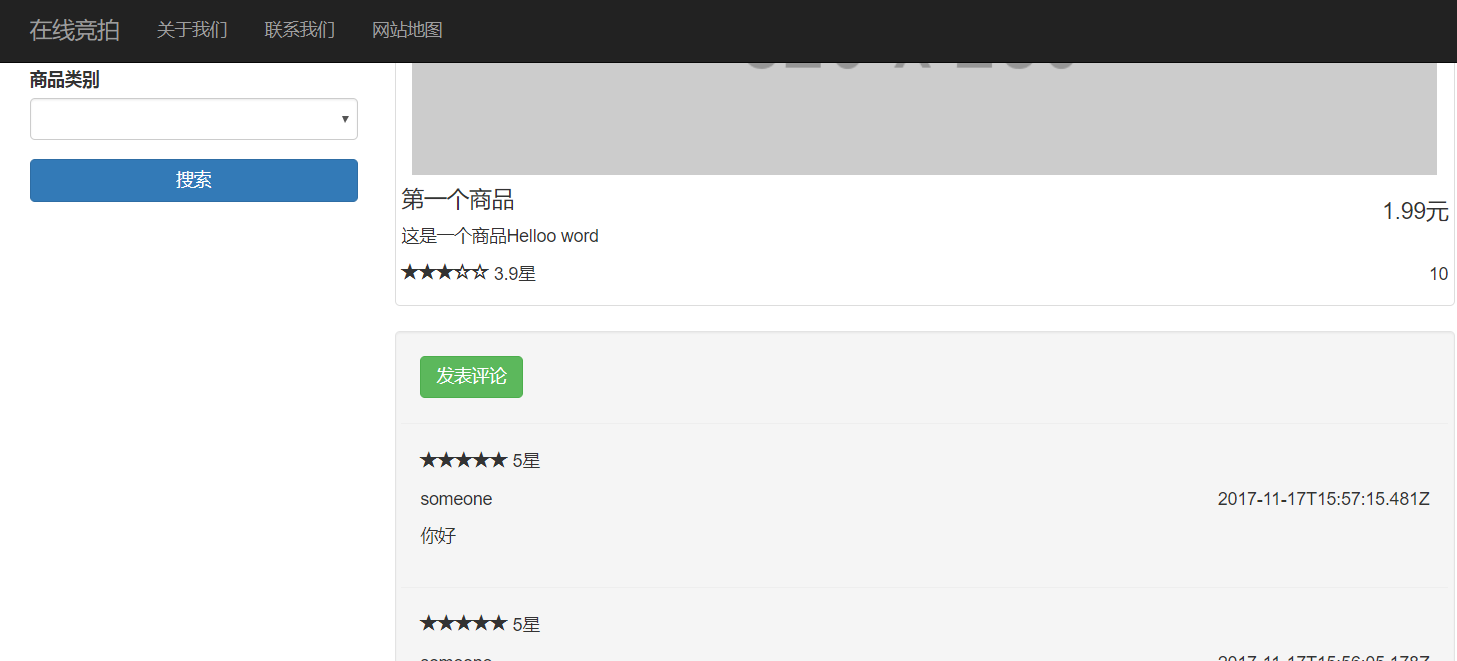 在线竞拍 关于我们 联系我们 网站地图
商品类别
搜索
第一个商品
1.99元
这是一个商品Helloo word
★★★☆☆ 3.9星
10
发表评论
★★★★★ 5星
someone
2017-11-17T15:57:15.481Z
你好
★★★★★ 5星